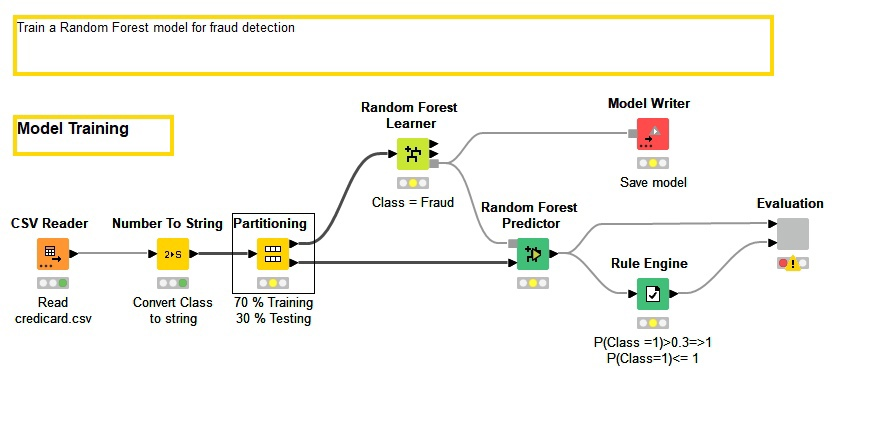 Train a Random Forest model for fraud detection
Model Training
Random Forest
Learner
Class = Fraud
Model Writer
Save model
CSV Reader
Read
credicard.csv
Number To String
2▸S
Convert Class
to string
Partitioning
70 % Training
30 % Testing
Random Forest
Predictor
Rule Engine
P(Class =1)>0.3=>1
P(Class=1)<= 1
Evaluation